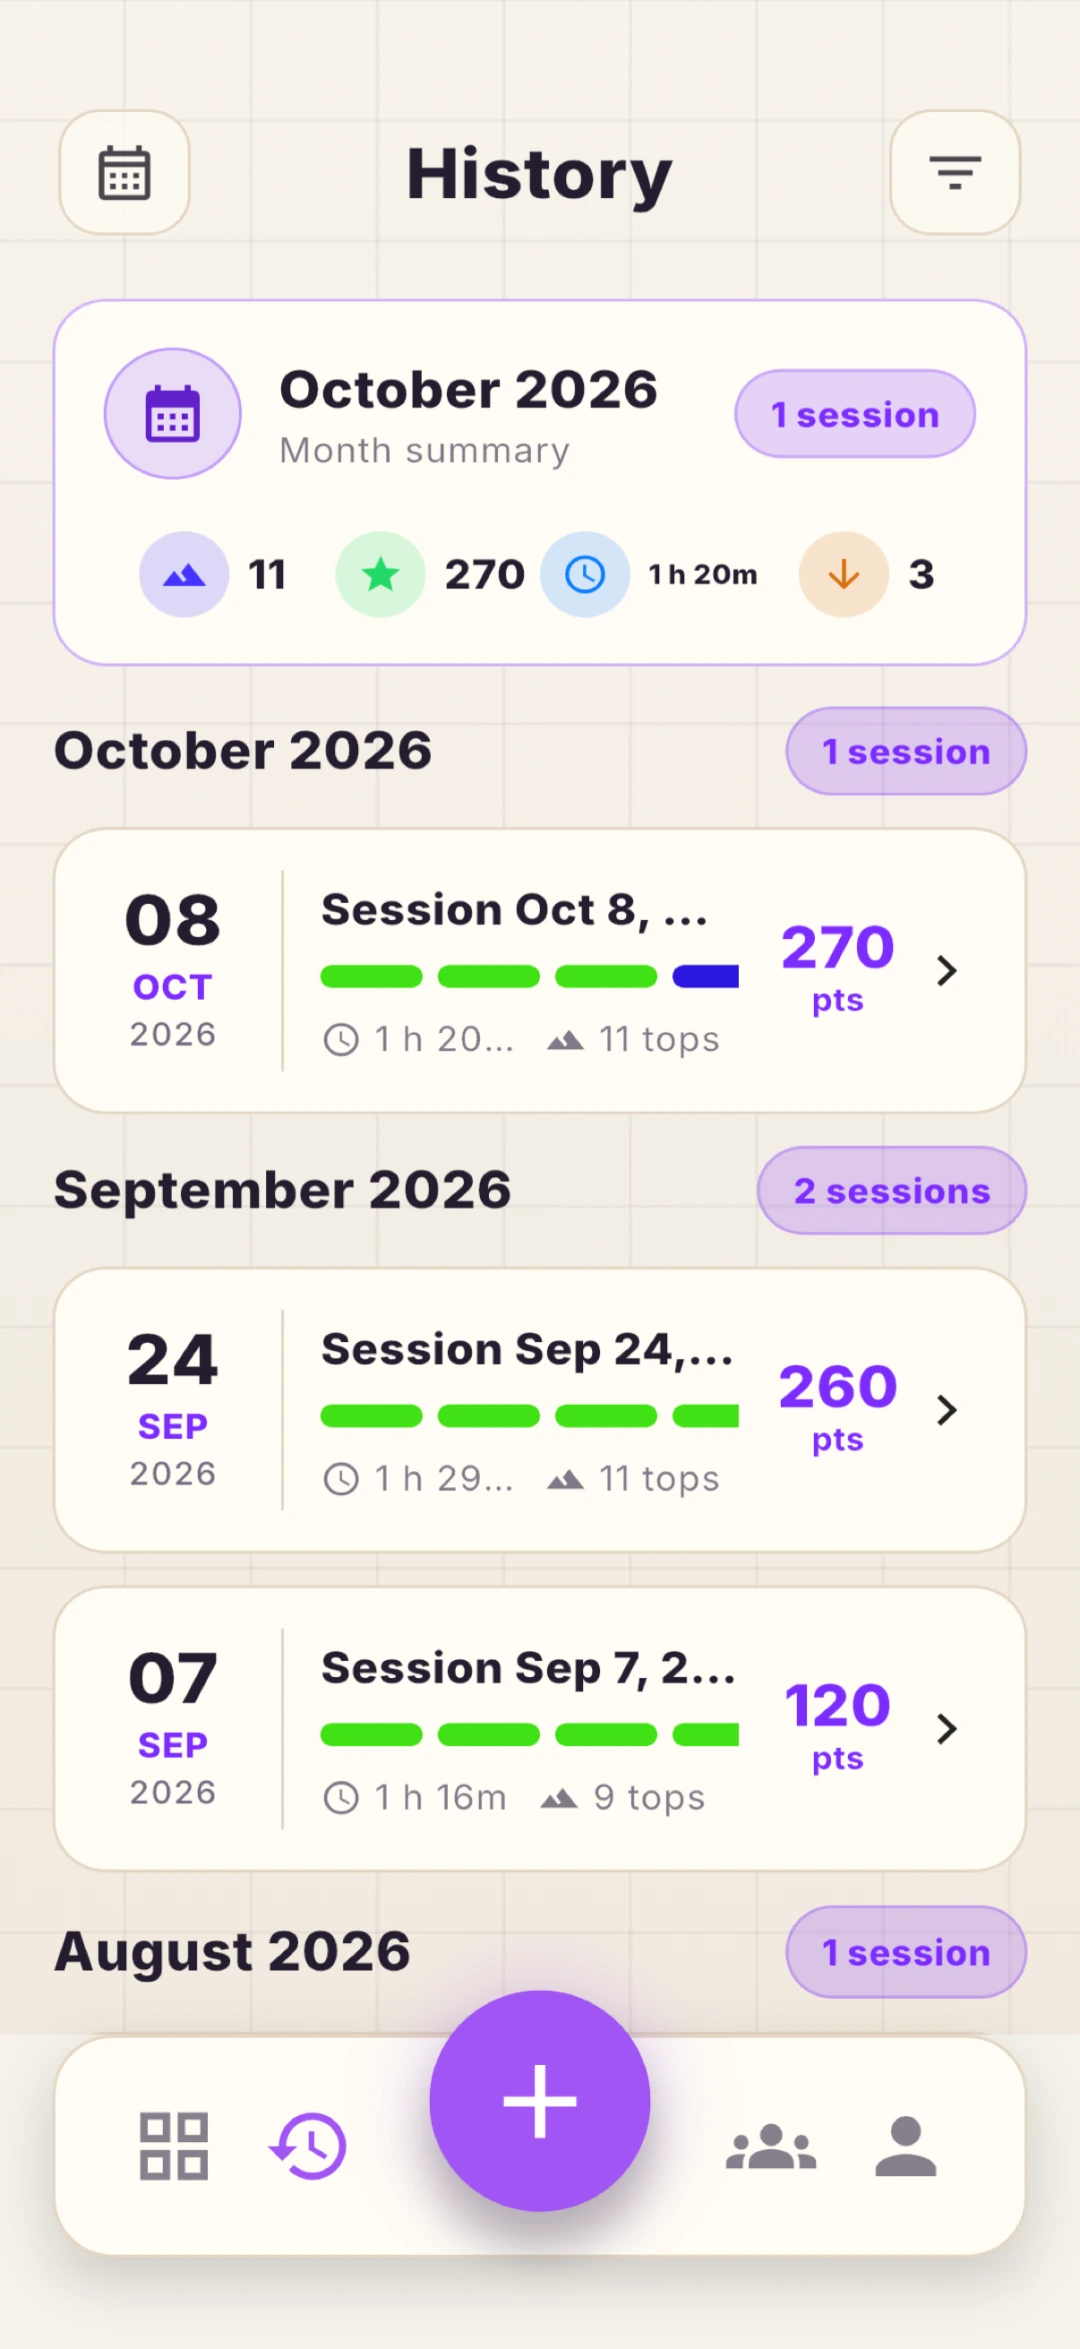 History
October 2026
Month summary
1 session
11
270
1 h 20m
3
October 2026
1 session
08
OCT
2026
Session Oct 8, ...
1 h 20...
11 tops
270
pts
September 2026
2 sessions
24
SEP
2026
Session Sep 24,...
1 h 29...
11 tops
260
pts
07
SEP
2026
Session Sep 7, 2...
1 h 16m
9 tops
120
pts
August 2026
1 session